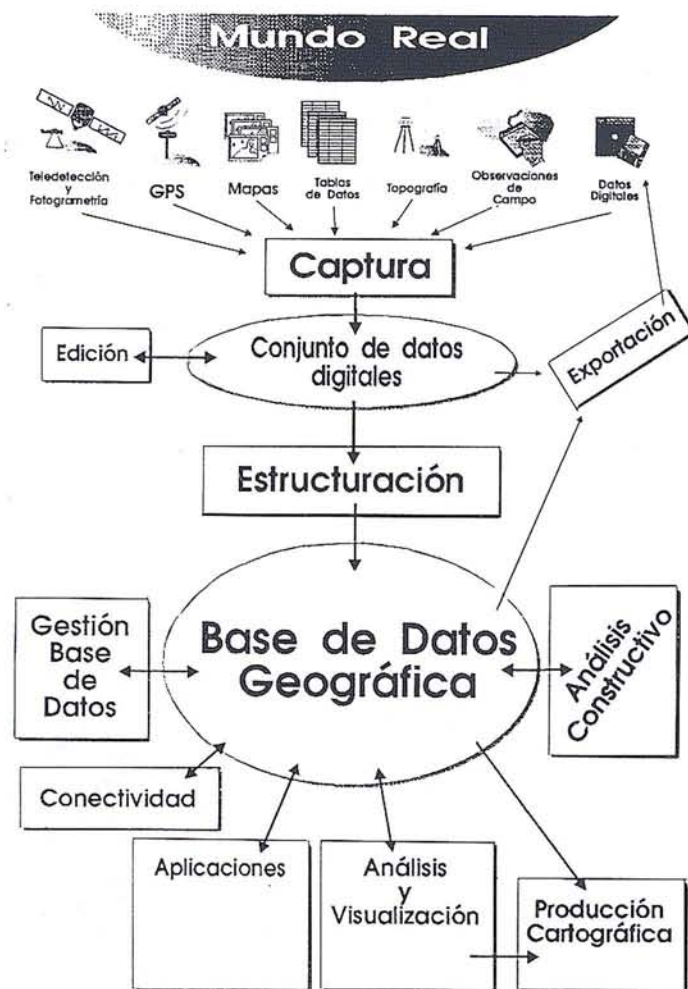 Mundo Real
Teledetección
y
Fotogrametría
GPS
Mapas
Tablas
de Datos
Topografía
Observaciones
de
Campo
Datos
Digitales
Captura
Exportación
Edición
Conjunto de datos
digitales
Estructuración
Gestión
Base
de
Datos
Base de Datos
Geográfica
Análisis
Constructivo
Conectividad
Aplicaciones
Análisis
y
Visualización
Producción
Cartográfica